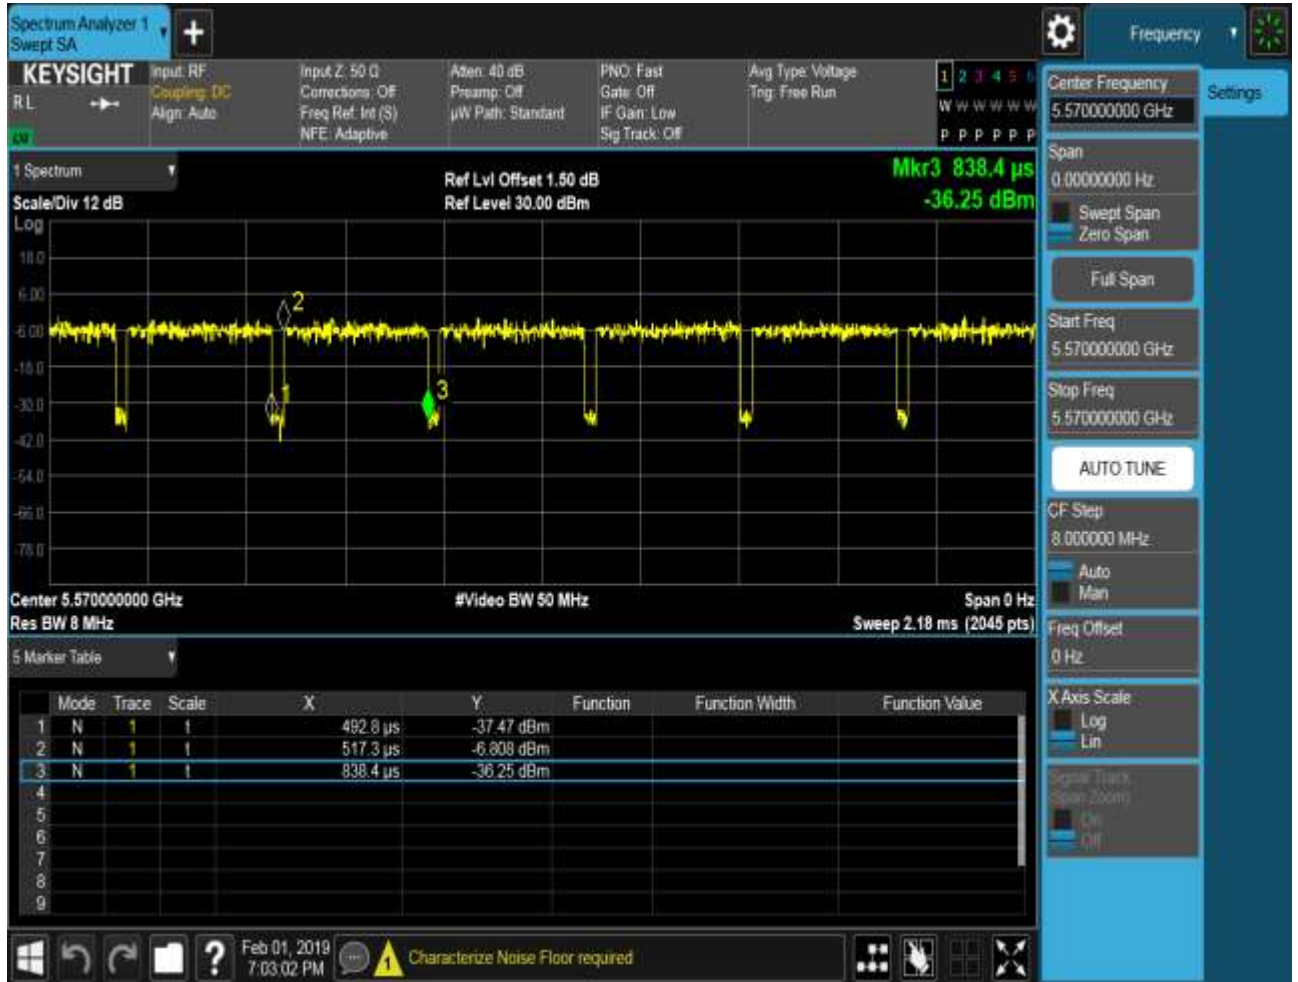 Spectrum Analyzer 1
Swept SA
Frequency
KEYSIGHT
RL
Input: RF
Coupling: DC
Align: Auto
Input Z: 50 Ω
Corrections: Off
Freq Ref: Int (S)
NFE: Adaptive
Atten: 40 dB
Preamp: Off
µW Path: Standard
PNO: Fast
Gate: Off
IF Gain: Low
Sig Track: Off
Avg Type: Voltage
Trig: Free Run
1 2 3 4 5 6
W W W W W W
P P P P P P
1 Spectrum
Scale/Div 12 dB
Ref Lvl Offset 1.50 dB
Ref Level 30.00 dBm
Mkr3 838.4 µs
-36.25 dBm
Log
18.0
6.00
-6.00
-18.0
-30.0
-42.0
-54.0
-66.0
-78.0
2
1
3
Center 5.570000000 GHz
#Video BW 50 MHz
Span 0 Hz
Res BW 8 MHz
Sweep 2.18 ms (2045 pts)
5 Marker Table
Mode Trace Scale X Y Function Function Width Function Value
1 N 1 t 492.8 µs -37.47 dBm
2 N 1 t 517.3 µs -6.808 dBm
3 N 1 t 838.4 µs -36.25 dBm
4
5
6
7
8
9
Feb 01, 2019
7:03:02 PM
1
Characterize Noise Floor required
Center Frequency
5.570000000 GHz
Settings
Span
0.00000000 Hz
Swept Span
Zero Span
Full Span
Start Freq
5.570000000 GHz
Stop Freq
5.570000000 GHz
AUTO TUNE
CF Step
8.000000 MHz
Auto
Man
Freq Offset
0 Hz
X Axis Scale
Log
Lin
Signal Track
(Span Zoom)
On
Off